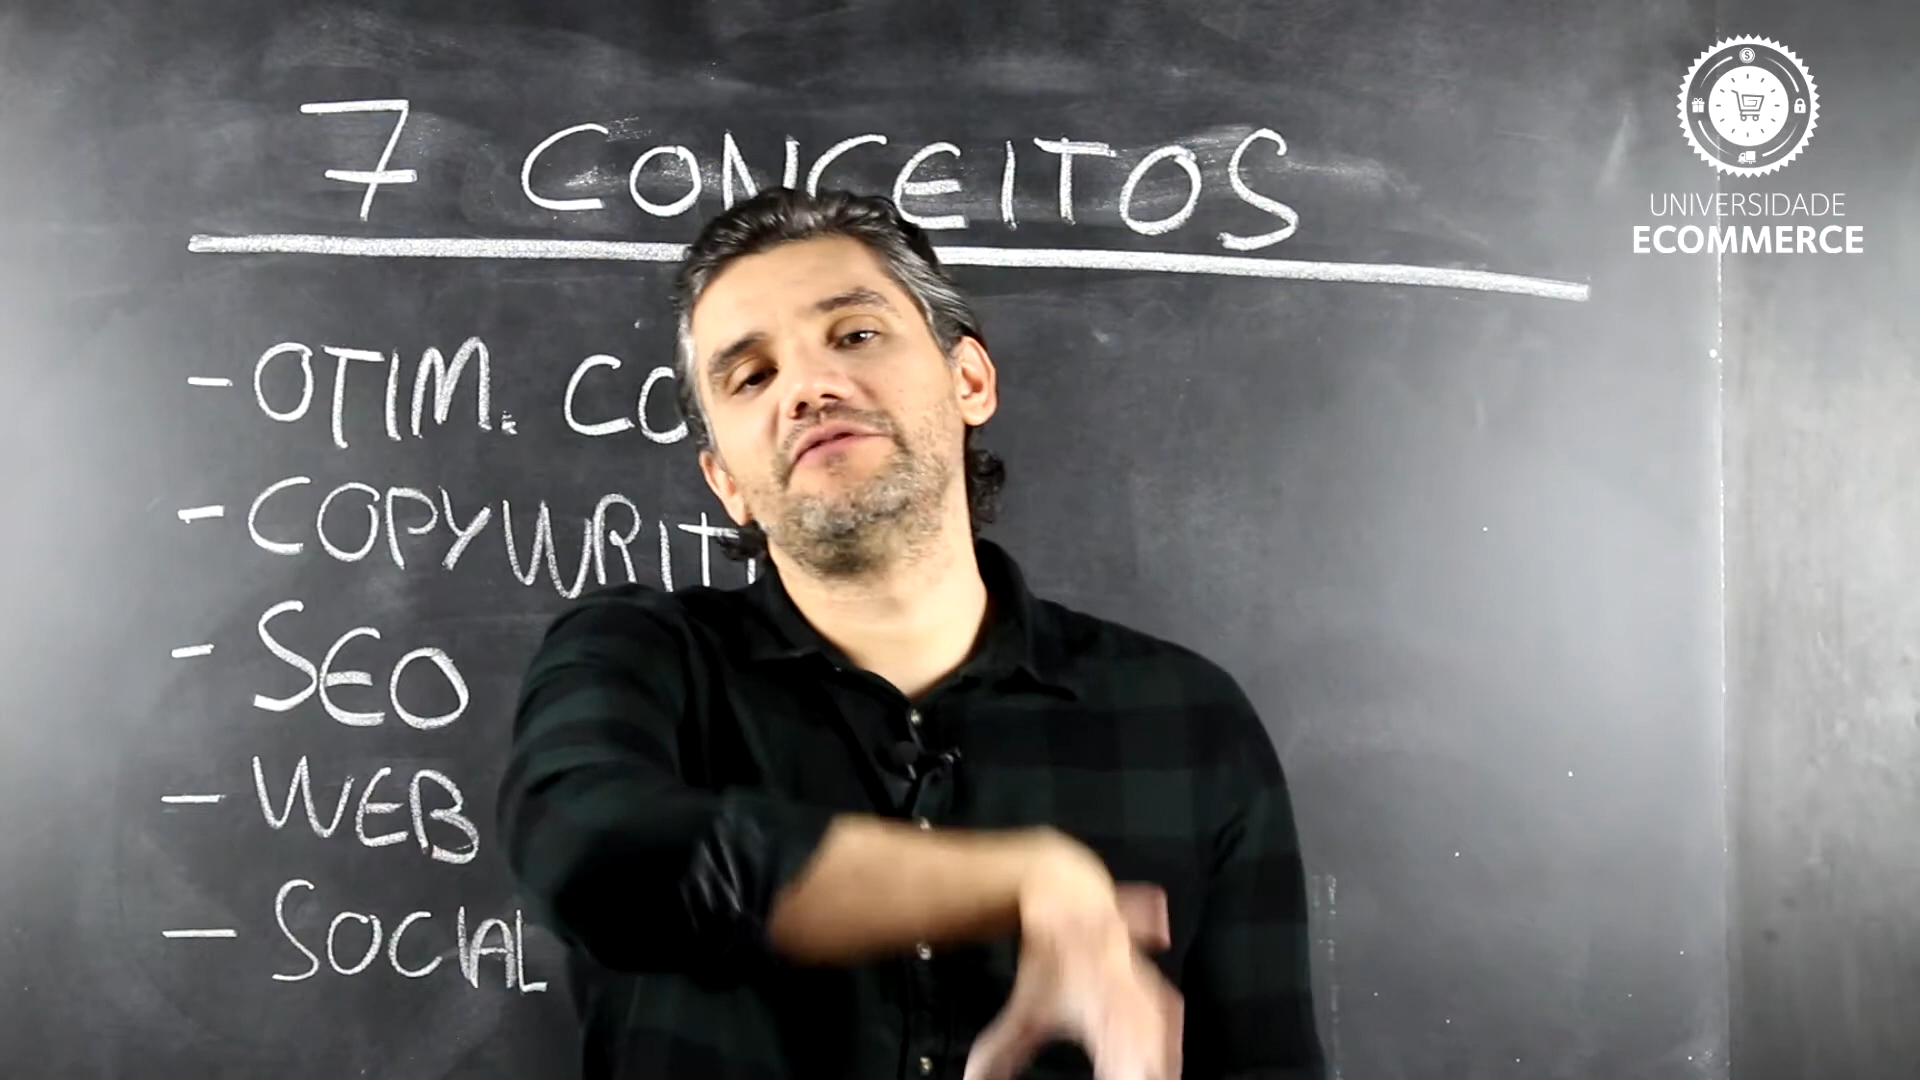 7 CONCEITOS
- OTIM. CO
- COPYWRIT
- SEO
- WEB
- SOCIAL
UNIVERSIDADE
ECOMMERCE